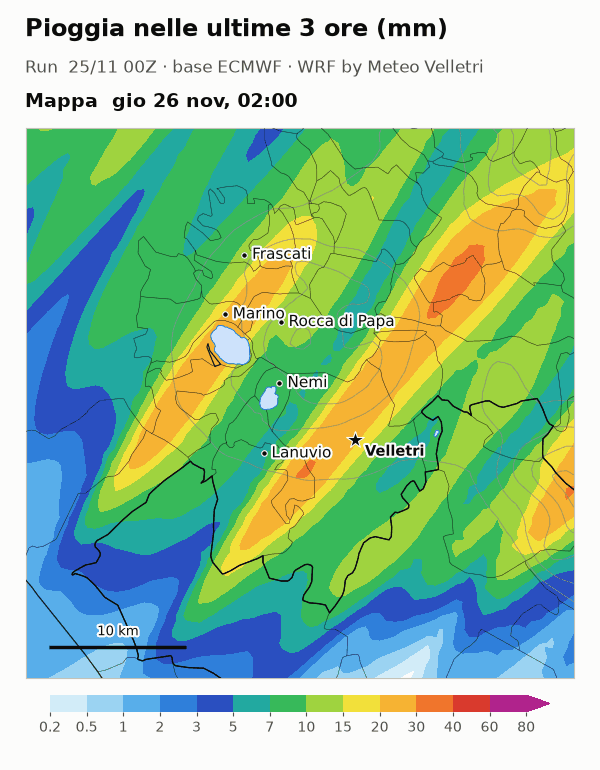 Pioggia nelle ultime 3 ore (mm)
Run 25/11 00Z · base ECMWF · WRF by Meteo Velletri
Mappa gio 26 nov, 02:00
Frascati
Marino
Rocca di Papa
Nemi
Velletri
Lanuvio
10 km
0.2 0.5 1 2 3 5 7 10 15 20 30 40 60 80